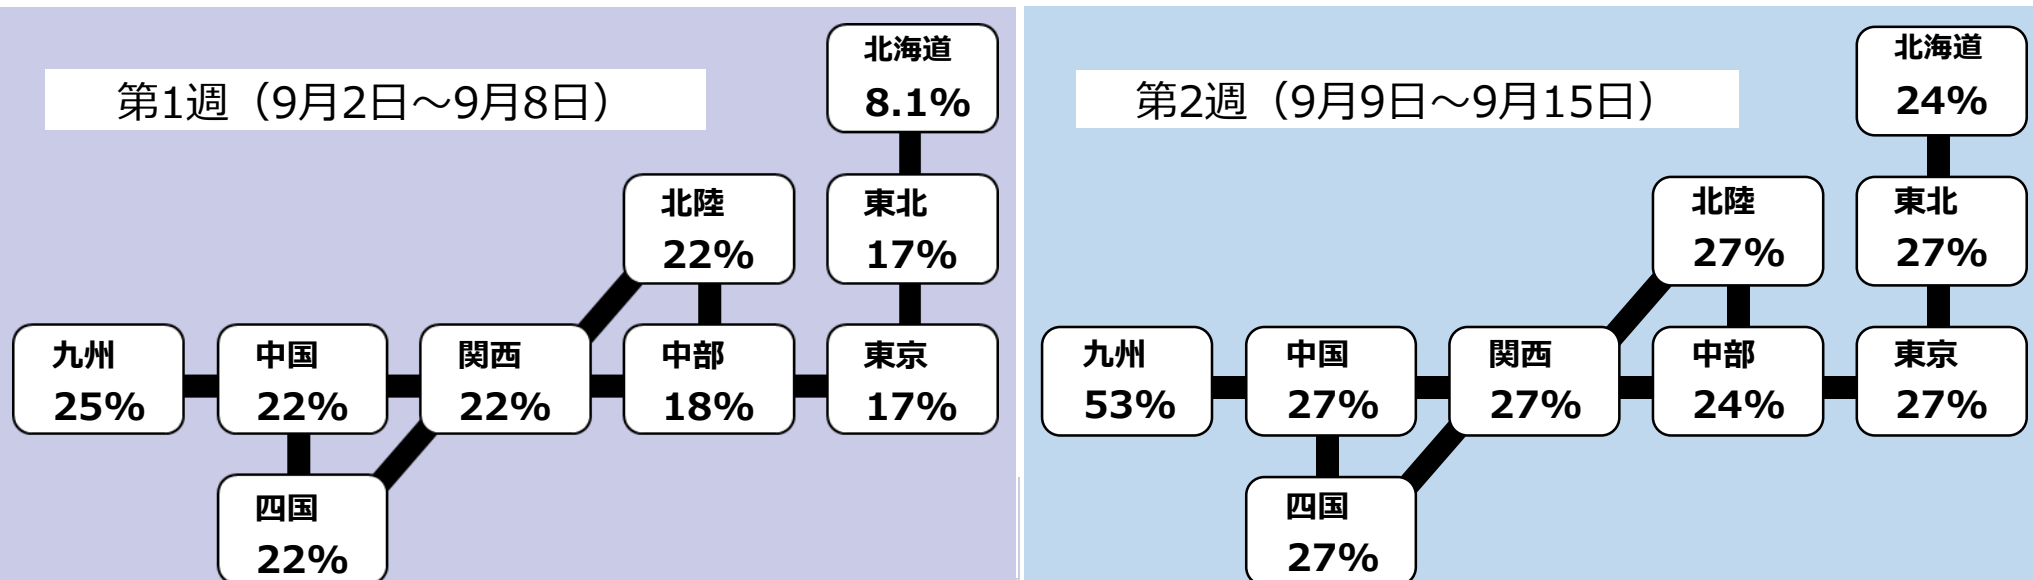 第1週（9月2日～9月8日）
北海道
8.1%
北陸
22%
東北
17%
九州
25%
中国
22%
関西
22%
中部
18%
東京
17%
四国
22%
第2週（9月9日～9月15日）
北海道
24%
北陸
27%
東北
27%
九州
53%
中国
27%
関西
27%
中部
24%
東京
27%
四国
27%